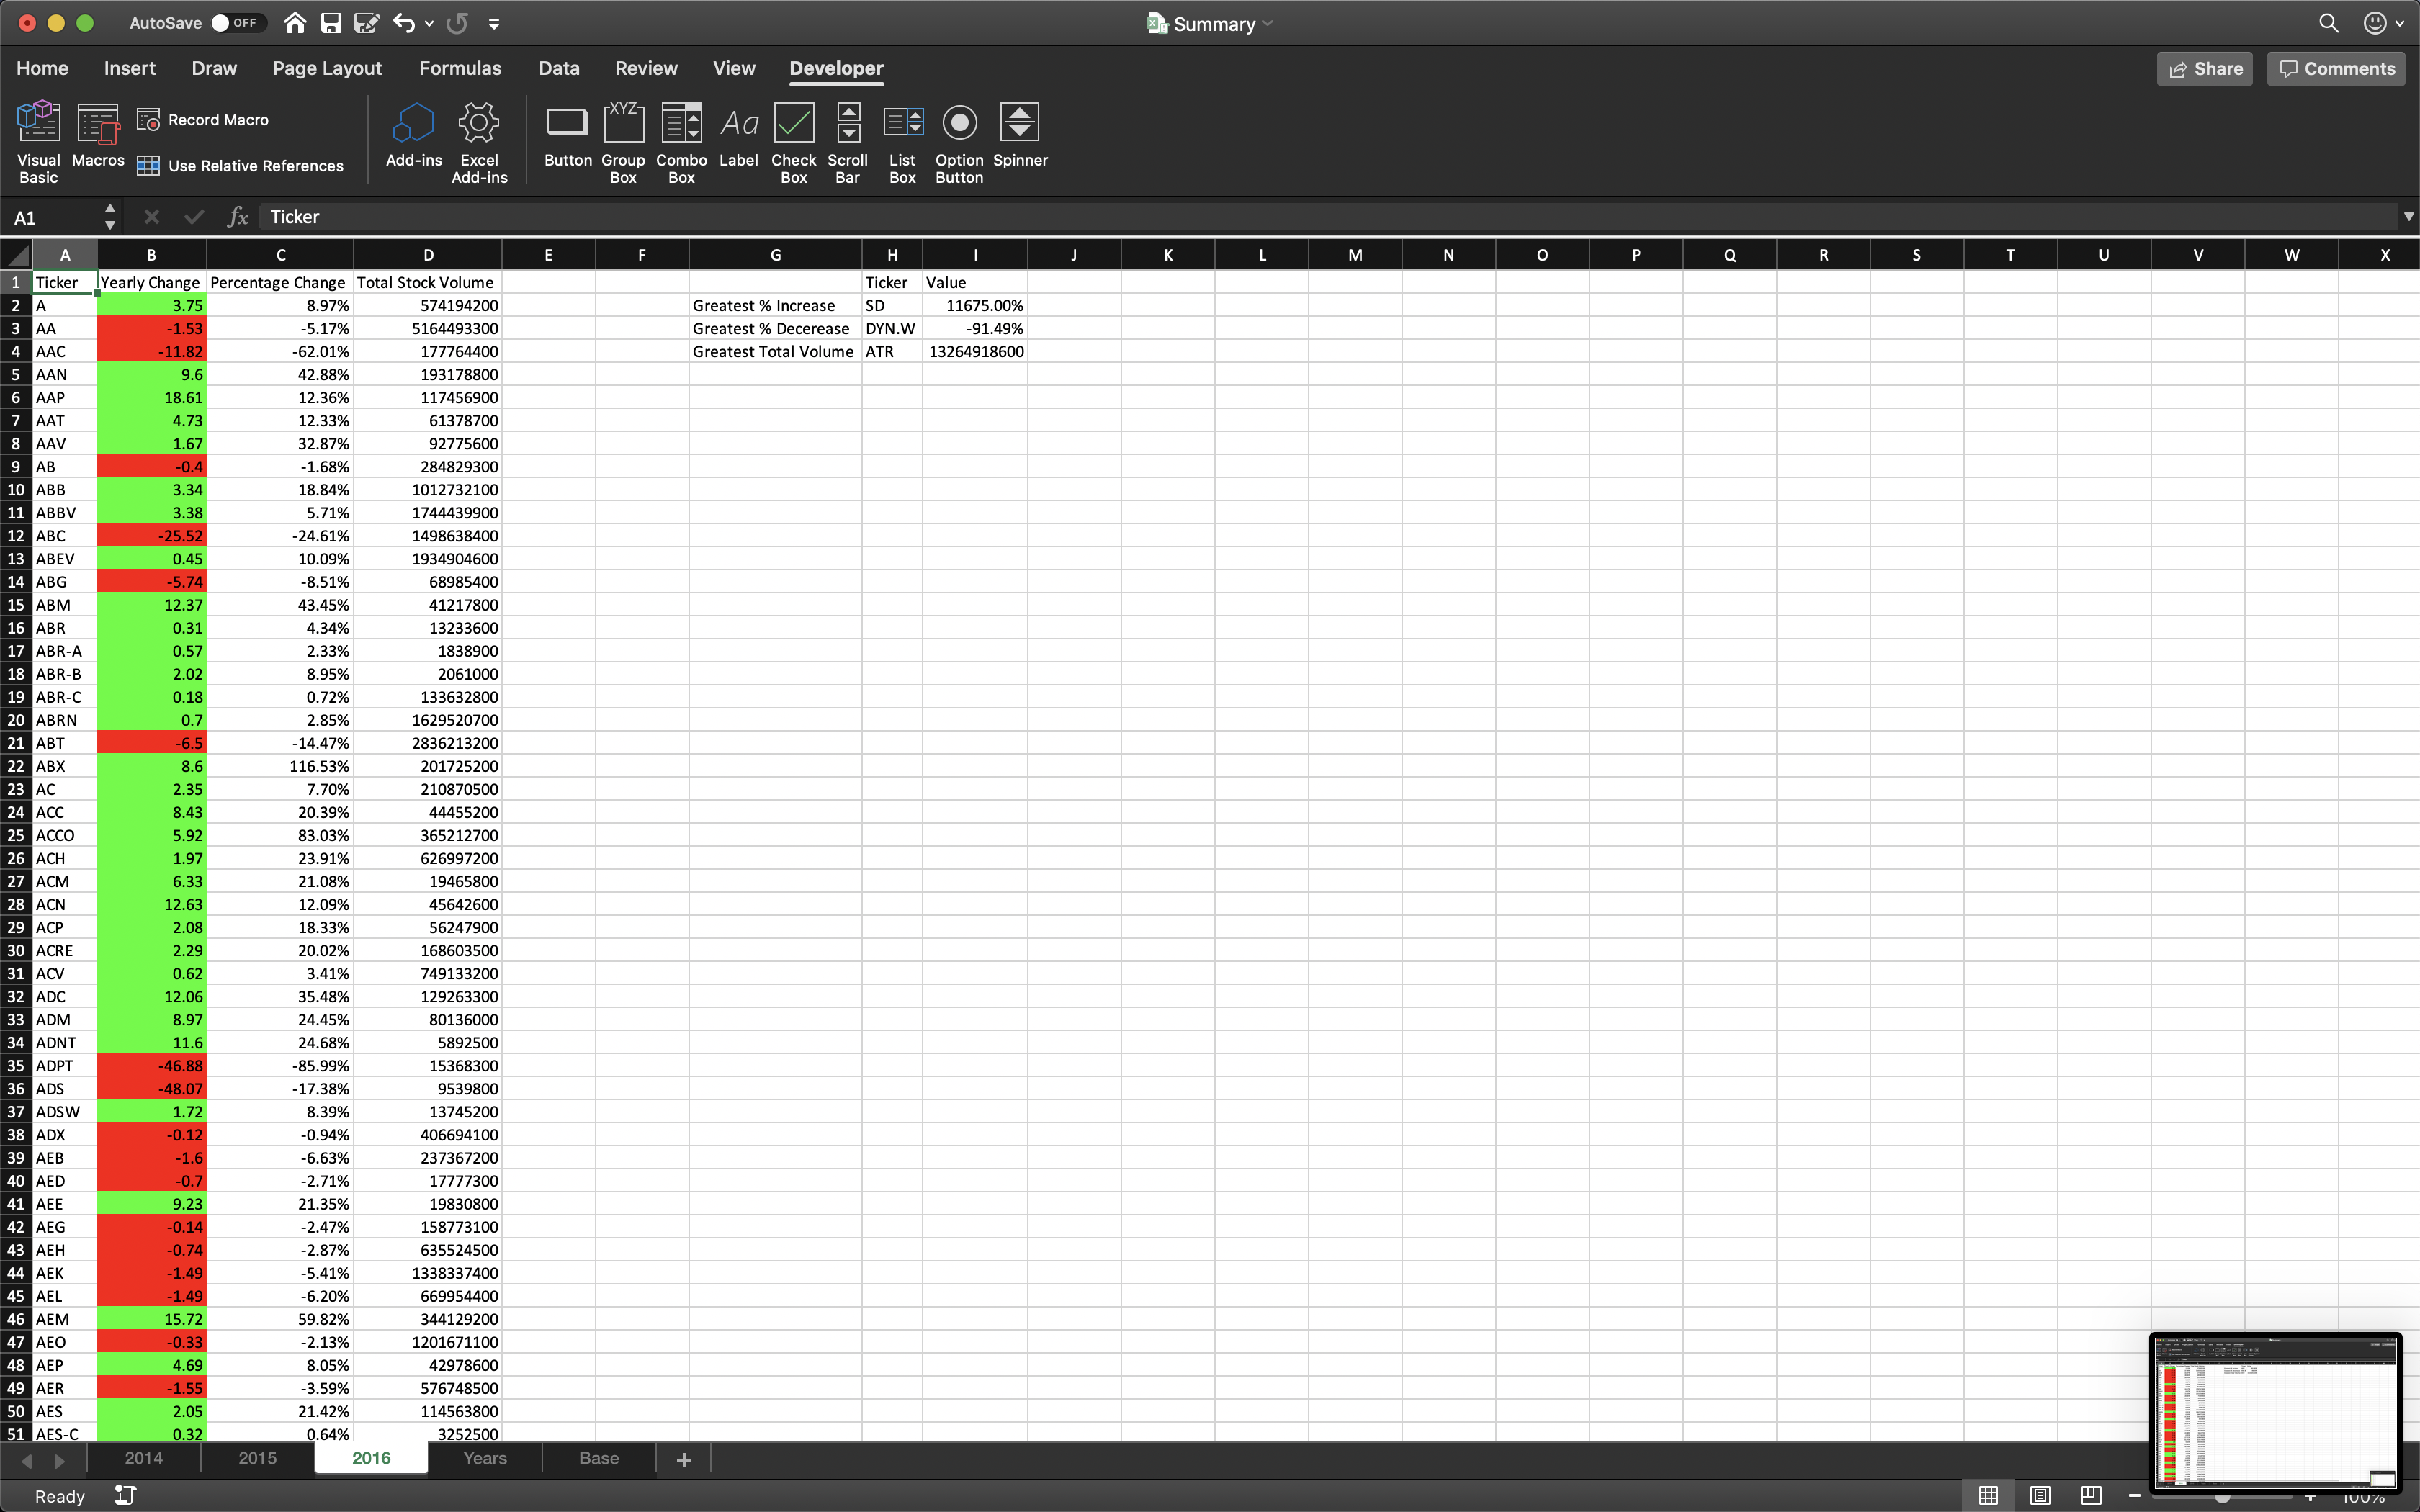 AutoSave OFF Summary
Home Insert Draw Page Layout Formulas Data Review View Developer Share Comments
Visual Basic Macros Record Macro Use Relative References Add-ins Excel Add-ins Button Group Box Combo Box Label Check Box Scroll Bar List Box Option Button Spinner
XYZ Aa
A1 fx Ticker
A B C D E F G H I J K L M N O P Q R S T U V W X
1 Ticker Yearly Change Percentage Change Total Stock Volume Ticker Value
2 A 3.75 8.97% 574194200 Greatest % Increase SD 11675.00%
3 AA -1.53 -5.17% 5164493300 Greatest % Decerease DYN.W -91.49%
4 AAC -11.82 -62.01% 177764400 Greatest Total Volume ATR 13264918600
5 AAN 9.6 42.88% 193178800
6 AAP 18.61 12.36% 117456900
7 AAT 4.73 12.33% 61378700
8 AAV 1.67 32.87% 92775600
9 AB -0.4 -1.68% 284829300
10 ABB 3.34 18.84% 1012732100
11 ABBV 3.38 5.71% 1744439900
12 ABC -25.52 -24.61% 1498638400
13 ABEV 0.45 10.09% 1934904600
14 ABG -5.74 -8.51% 68985400
15 ABM 12.37 43.45% 41217800
16 ABR 0.31 4.34% 13233600
17 ABR-A 0.57 2.33% 1838900
18 ABR-B 2.02 8.95% 2061000
19 ABR-C 0.18 0.72% 133632800
20 ABRN 0.7 2.85% 1629520700
21 ABT -6.5 -14.47% 2836213200
22 ABX 8.6 116.53% 201725200
23 AC 2.35 7.70% 210870500
24 ACC 8.43 20.39% 44455200
25 ACCO 5.92 83.03% 365212700
26 ACH 1.97 23.91% 626997200
27 ACM 6.33 21.08% 19465800
28 ACN 12.63 12.09% 45642600
29 ACP 2.08 18.33% 56247900
30 ACRE 2.29 20.02% 168603500
31 ACV 0.62 3.41% 749133200
32 ADC 12.06 35.48% 129263300
33 ADM 8.97 24.45% 80136000
34 ADNT 11.6 24.68% 5892500
35 ADPT -46.88 -85.99% 15368300
36 ADS -48.07 -17.38% 9539800
37 ADSW 1.72 8.39% 13745200
38 ADX -0.12 -0.94% 406694100
39 AEB -1.6 -6.63% 237367200
40 AED -0.7 -2.71% 17777300
41 AEE 9.23 21.35% 19830800
42 AEG -0.14 -2.47% 158773100
43 AEH -0.74 -2.87% 635524500
44 AEK -1.49 -5.41% 1338337400
45 AEL -1.49 -6.20% 669954400
46 AEM 15.72 59.82% 344129200
47 AEO -0.33 -2.13% 1201671100
48 AEP 4.69 8.05% 42978600
49 AER -1.55 -3.59% 576748500
50 AES 2.05 21.42% 114563800
51 AES-C 0.32 0.64% 3252500
2014 2015 2016 Years Base +
Ready 100%